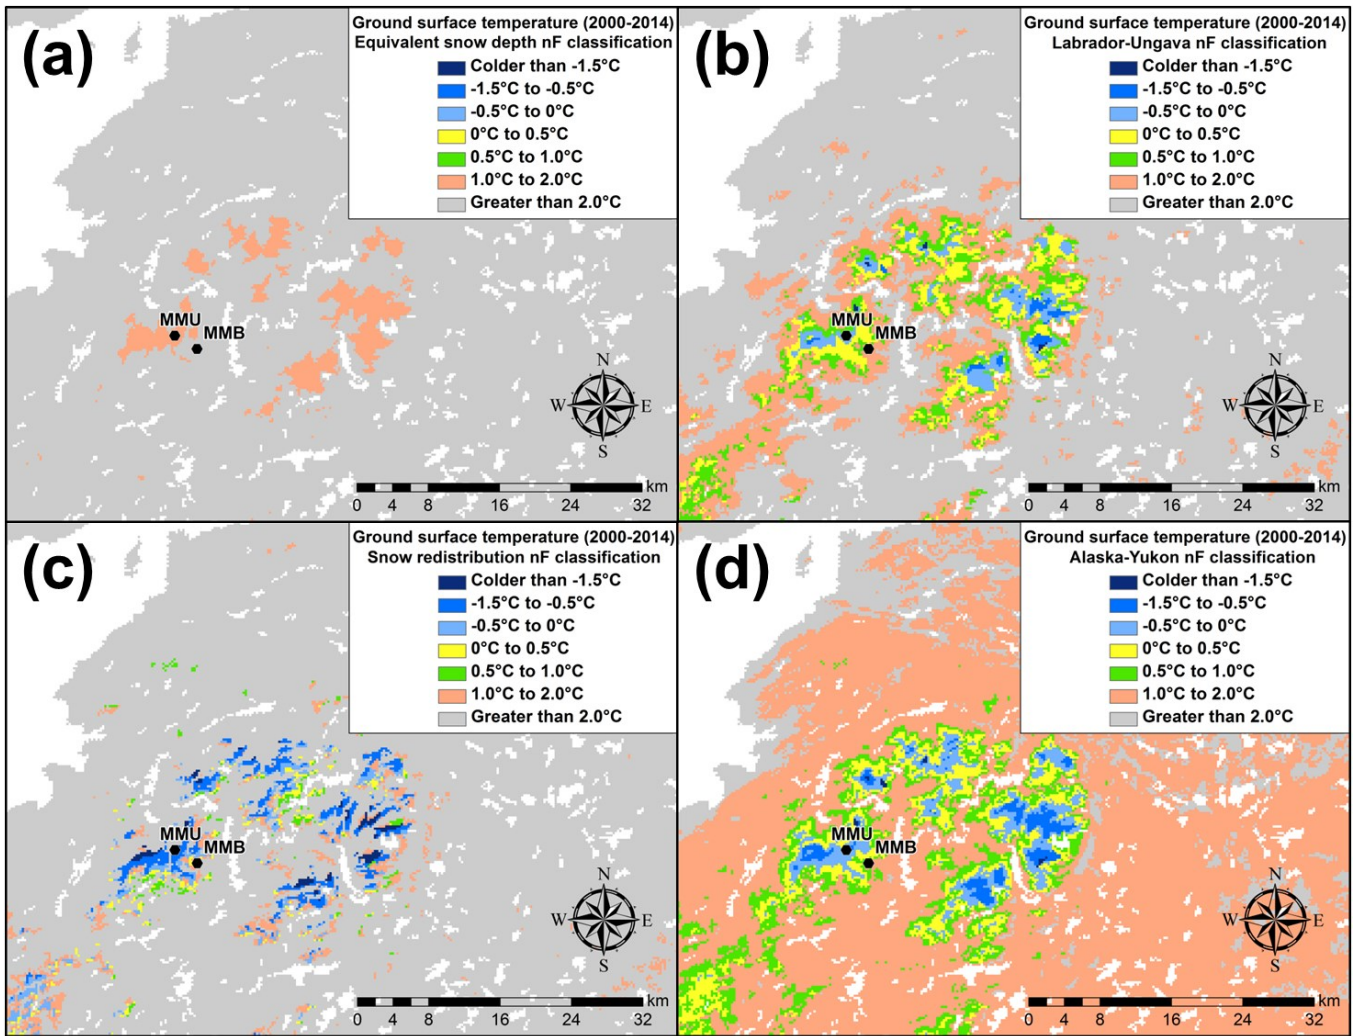 (a)
Ground surface temperature (2000-2014)
Equivalent snow depth nF classification
Colder than -1.5°C
-1.5°C to -0.5°C
-0.5°C to 0°C
0°C to 0.5°C
0.5°C to 1.0°C
1.0°C to 2.0°C
Greater than 2.0°C
MMU
MMB
N
W E
S
km
0 4 8 16 24 32
(b)
Ground surface temperature (2000-2014)
Labrador-Ungava nF classification
Colder than -1.5°C
-1.5°C to -0.5°C
-0.5°C to 0°C
0°C to 0.5°C
0.5°C to 1.0°C
1.0°C to 2.0°C
Greater than 2.0°C
MMU
MMB
N
W E
S
km
0 4 8 16 24 32
(c)
Ground surface temperature (2000-2014)
Snow redistribution nF classification
Colder than -1.5°C
-1.5°C to -0.5°C
-0.5°C to 0°C
0°C to 0.5°C
0.5°C to 1.0°C
1.0°C to 2.0°C
Greater than 2.0°C
MMU
MMB
N
W E
S
km
0 4 8 16 24 32
(d)
Ground surface temperature (2000-2014)
Alaska-Yukon nF classification
Colder than -1.5°C
-1.5°C to -0.5°C
-0.5°C to 0°C
0°C to 0.5°C
0.5°C to 1.0°C
1.0°C to 2.0°C
Greater than 2.0°C
MMU
MMB
N
W E
S
km
0 4 8 16 24 32